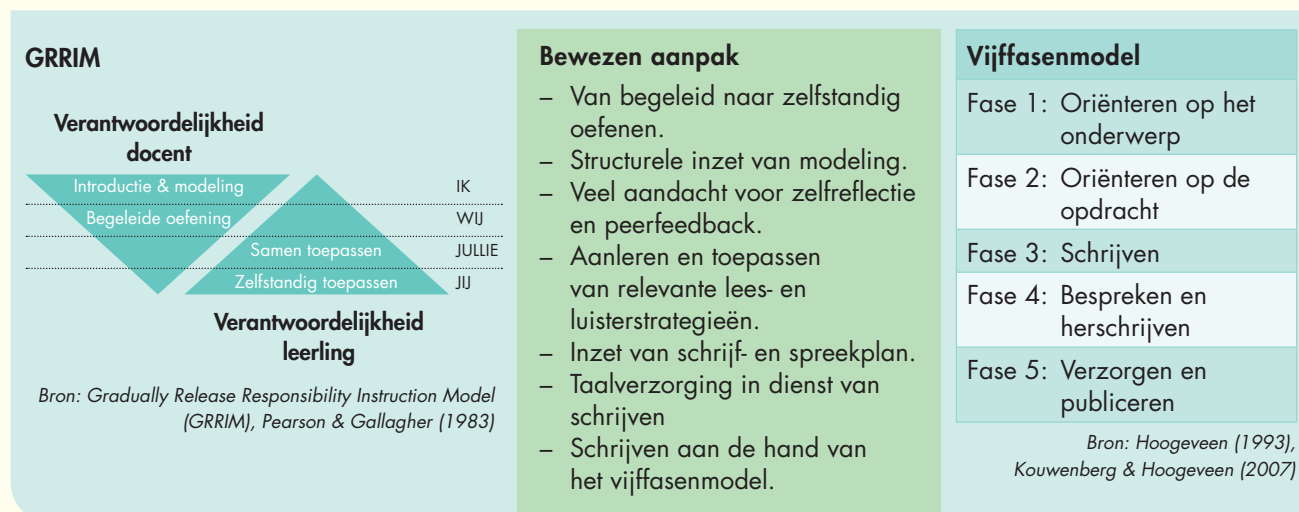 GRRIM
Verantwoordelijkheid
docent
Introductie & modeling
IK
Begeleide oefening
WIJ
Samen toepassen
JULLIE
Zelfstandig toepassen
JIJ
Verantwoordelijkheid
leerling
Bron: Gradually Release Responsibility Instruction Model
(GRRIM), Pearson & Gallagher (1983)
Bewezen aanpak
– Van begeleid naar zelfstandig
oefenen.
– Structurele inzet van modeling.
– Veel aandacht voor zelfreflectie
en peerfeedback.
– Aanleren en toepassen
van relevante lees- en
luisterstrategieën.
– Inzet van schrijf- en spreekplan.
– Taalverzorging in dienst van
schrijven
– Schrijven aan de hand van
het vijffasenmodel.
Vijffasenmodel
Fase 1: Oriënteren op het
onderwerp
Fase 2: Oriënteren op de
opdracht
Fase 3: Schrijven
Fase 4: Bespreken en
herschrijven
Fase 5: Verzorgen en
publiceren
Bron: Hoogeveen (1993),
Kouwenberg & Hoogeveen (2007)